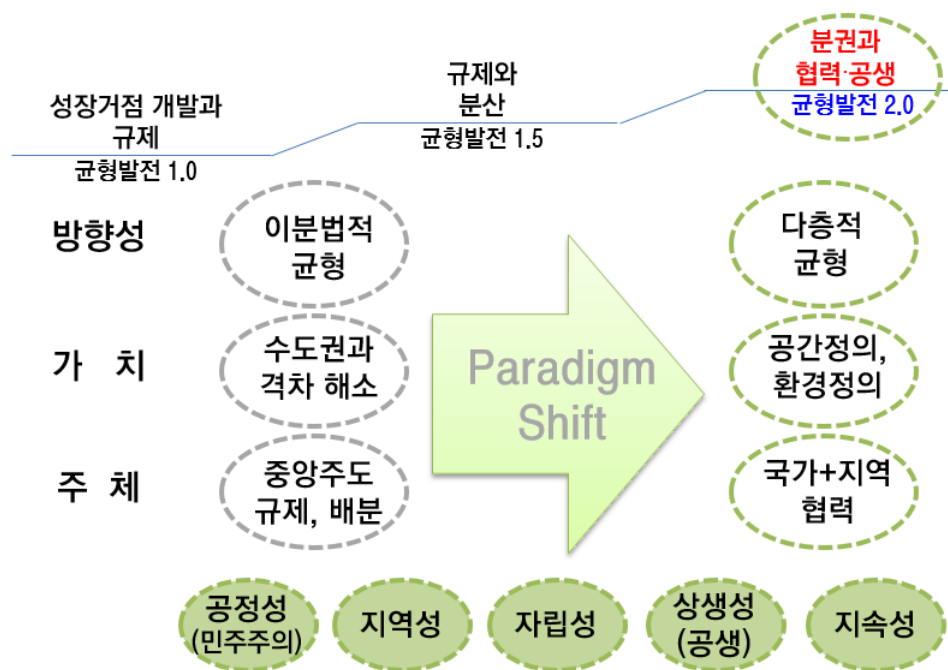 성장거점 개발과
규제
균형발전 1.0
규제와
분산
균형발전 1.5
분권과
협력·공생
균형발전 2.0
방향성
이분법적
균형
다층적
균형
가 치
수도권과
격차 해소
Paradigm
Shift
공간정의,
환경정의
주 체
중앙주도
규제, 배분
국가+지역
협력
공정성
(민주주의)
지역성
자립성
상생성
(공생)
지속성